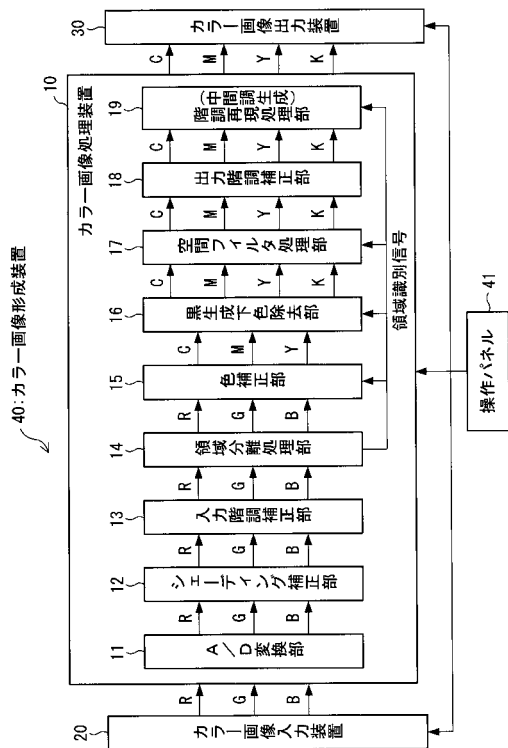 40:カラー画像形成装置
10
カラー画像処理装置
20
カラー画像入力装置
R
G
B
11
A/D変換部
R
G
B
12
シェーディング補正部
R
G
B
13
入力階調補正部
R
G
B
14
領域分離処理部
R
G
B
15
色補正部
C
M
Y
16
黒生成下色除去部
C
M
Y
K
17
空間フィルタ処理部
C
M
Y
K
18
出力階調補正部
C
M
Y
K
19
階調再現処理部
(中間調生成)
C
M
Y
K
30
カラー画像出力装置
領域識別信号
41
操作パネル